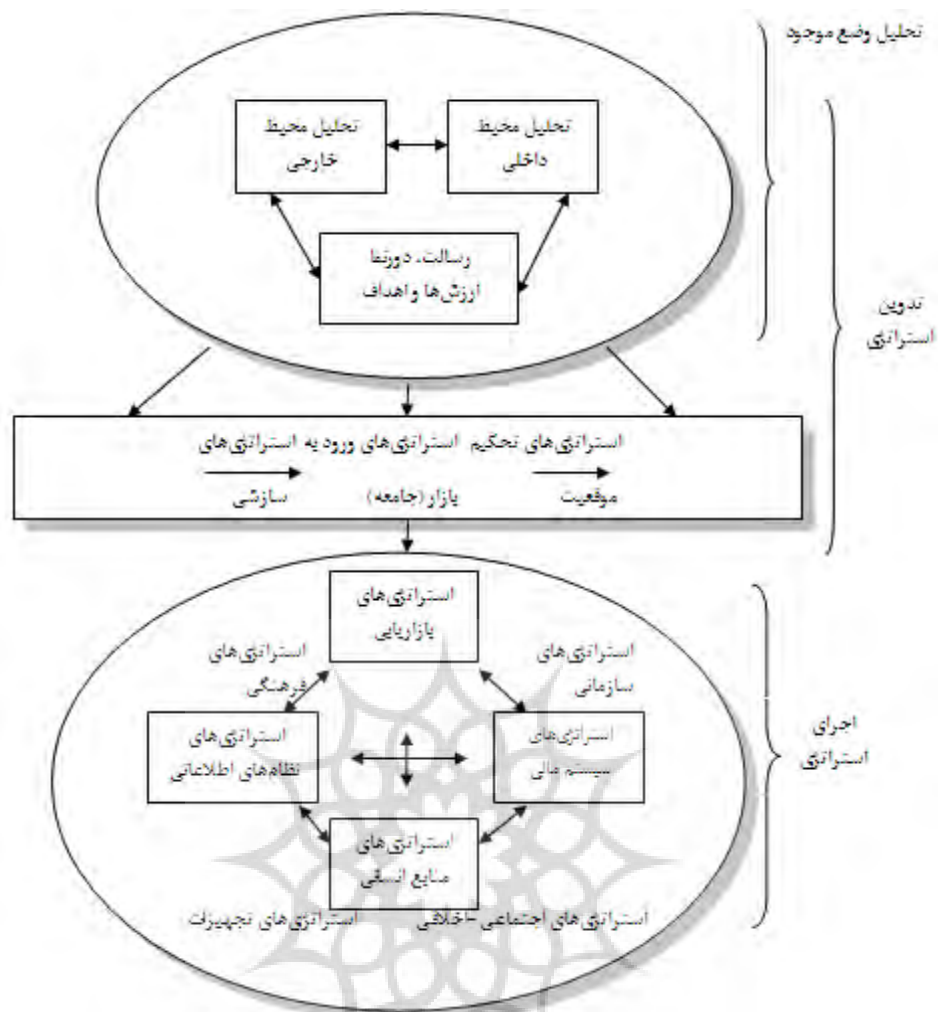 تحلیل وضع موجود
تحلیل محیط
داخلی
تحلیل محیط
خارجی
رسالت، دورنما
ارزش‌ها و اهداف
تدوین
استراتژی
استراتژی‌های تحکیم استراتژی‌های ورود به استراتژی‌های
موقعیت بازار (جامعه) سازشی
استراتژی‌های
بازاریابی
استراتژی‌های
سازمانی
استراتژی‌های
فرهنگی
استراتژی‌های
سیستم مالی
استراتژی‌های
نظام‌های اطلاعاتی
اجرای
استراتژی
استراتژی‌های
منابع انسانی
استراتژی‌های اجتماعی -اخلاقی استراتژی‌های تجهیزات